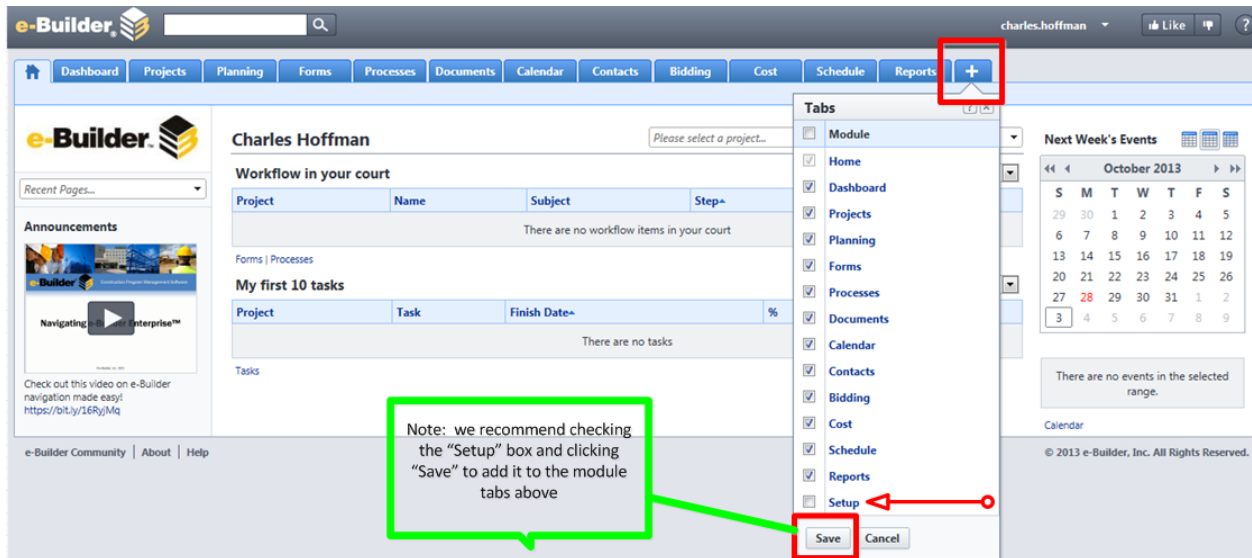 e-Builder®
charles.hoffman
Like
?
Dashboard Projects Planning Forms Processes Documents Calendar Contacts Bidding Cost Schedule Reports +
Tabs
? x
Module
Home
Dashboard
Projects
Planning
Forms
Processes
Documents
Calendar
Contacts
Bidding
Cost
Schedule
Reports
Setup
Save Cancel
e-Builder
Recent Pages...
Announcements
e-Builder
Navigating e-Builder Enterprise™
Check out this video on e-Builder
navigation made easy!
https://bit.ly/16RyjMq
Charles Hoffman
Please select a project...
Workflow in your court
Project Name Subject Step
There are no workflow items in your court
Forms | Processes
My first 10 tasks
Project Task Finish Date %
There are no tasks
Tasks
Note: we recommend checking
the “Setup” box and clicking
“Save” to add it to the module
tabs above
Next Week's Events
October 2013
S M T W T F S
29 30 1 2 3 4 5
6 7 8 9 10 11 12
13 14 15 16 17 18 19
20 21 22 23 24 25 26
27 28 29 30 31 1 2
3 4 5 6 7 8 9
There are no events in the selected
range.
Calendar
e-Builder Community | About | Help
© 2013 e-Builder, Inc. All Rights Reserved.